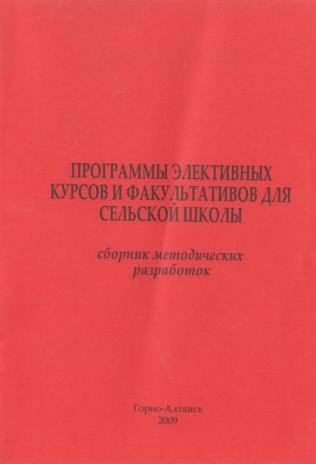 ПРОГРАММЫ ЭЛЕКТИВНЫХ
КУРСОВ И ФАКУЛЬТАТИВОВ ДЛЯ
СЕЛЬСКОЙ ШКОЛЫ
сборник методических
разработок
Горно-Алтайск
2009